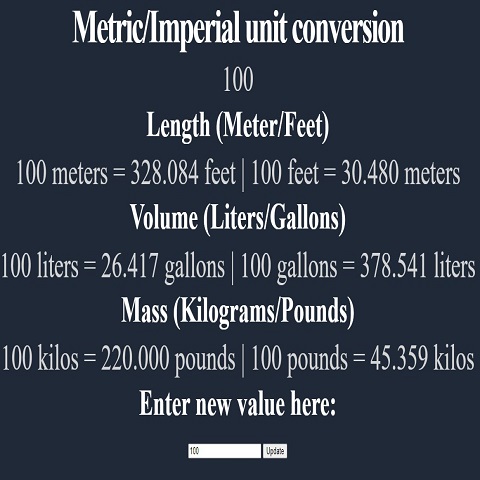 Metric/Imperial unit conversion
100
Length (Meter/Feet)
100 meters = 328.084 feet | 100 feet = 30.480 meters
Volume (Liters/Gallons)
100 liters = 26.417 gallons | 100 gallons = 378.541 liters
Mass (Kilograms/Pounds)
100 kilos = 220.000 pounds | 100 pounds = 45.359 kilos
Enter new value here:
100 Update